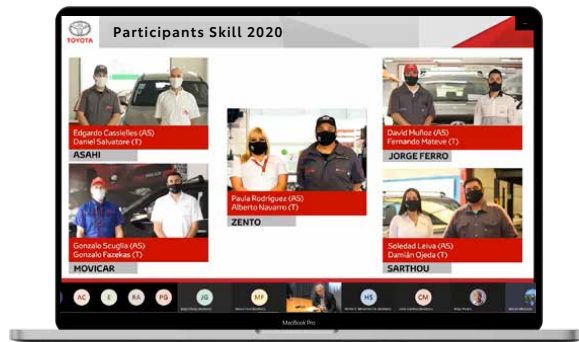 TOYOTA
Participants Skill 2020
Edgardo Cassielles (AS)
Daniel Salvatore (T)
ASAHI
David Muñoz (AS)
Fernando Mateve (T)
JORGE FERRO
Paula Rodríguez (AS)
Alberto Navarro (T)
ZENTO
Gonzalo Scuglia (AS)
Gonzalo Fazekas (T)
MOVICAR
Soledad Leiva (AS)
Damián Ojeda (T)
SARTHOU
AC
E
RA
PG
JG
MF
HS
CM
MacBook Pro